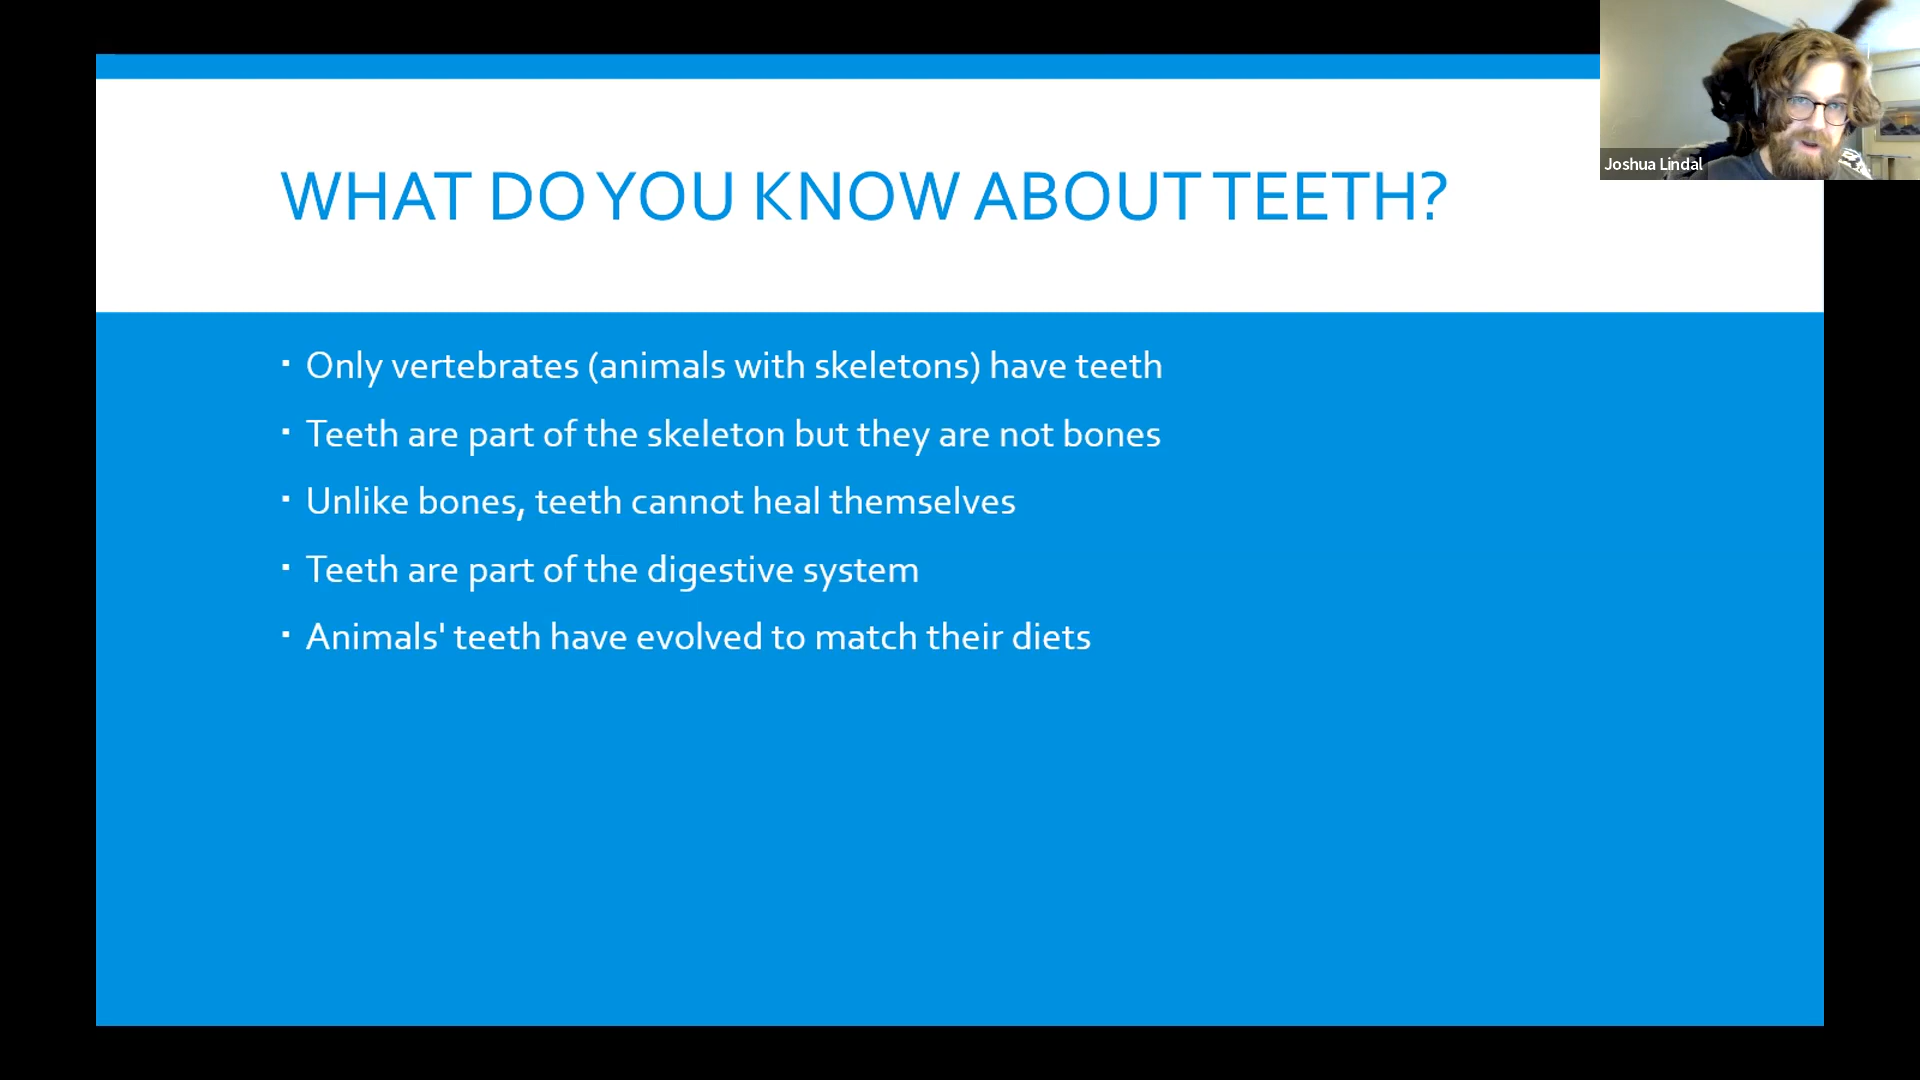 WHAT DO YOU KNOW ABOUT TEETH?
▪ Only vertebrates (animals with skeletons) have teeth
▪ Teeth are part of the skeleton but they are not bones
▪ Unlike bones, teeth cannot heal themselves
▪ Teeth are part of the digestive system
▪ Animals' teeth have evolved to match their diets
Joshua Lindal